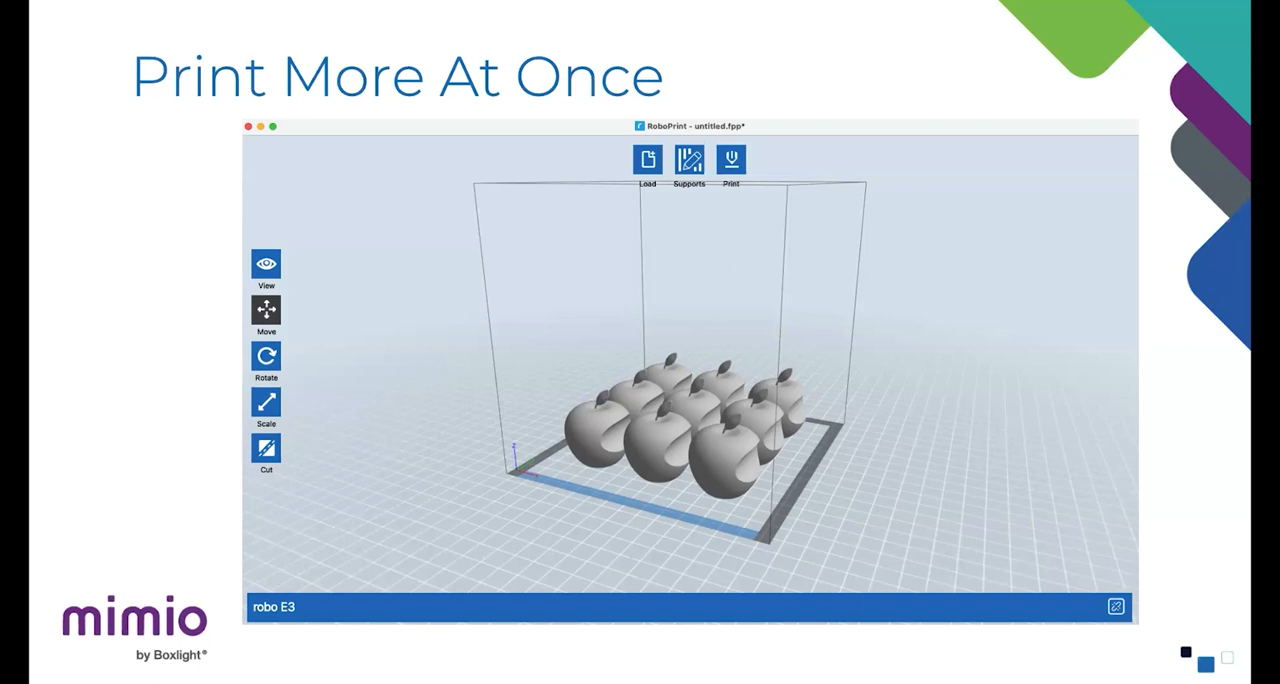 Print More At Once
RoboPrint - untitled.fpp*
Load Supports Print
View
Move
Rotate
Scale
Cut
z
robo E3
mimio
by Boxlight®